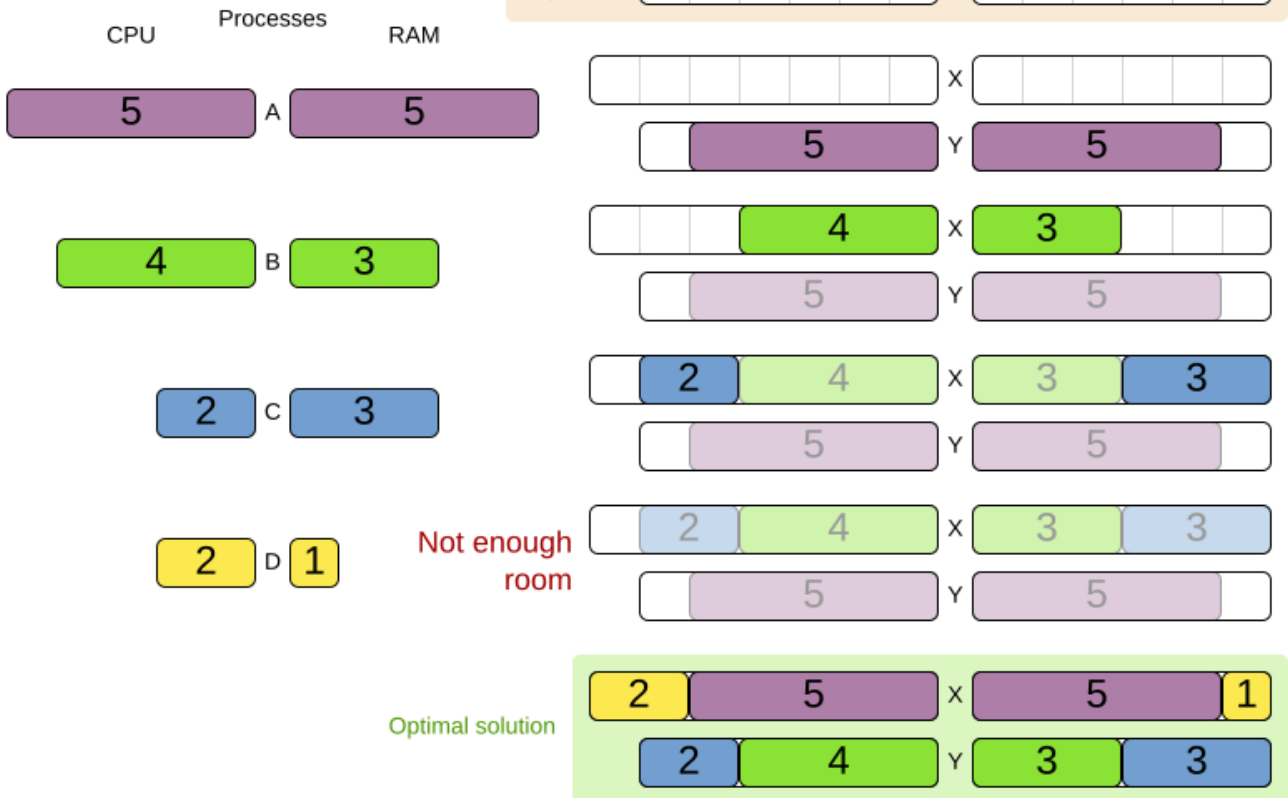 Processes
CPU RAM
X
5 A 5
5 Y 5
4 X 3
4 B 3
5 Y 5
2 4 X 3 3
2 C 3
5 Y 5
Not enough
room
2 4 X 3 3
2 D 1
5 Y 5
Optimal solution
2 5 X 5 1
2 4 Y 3 3